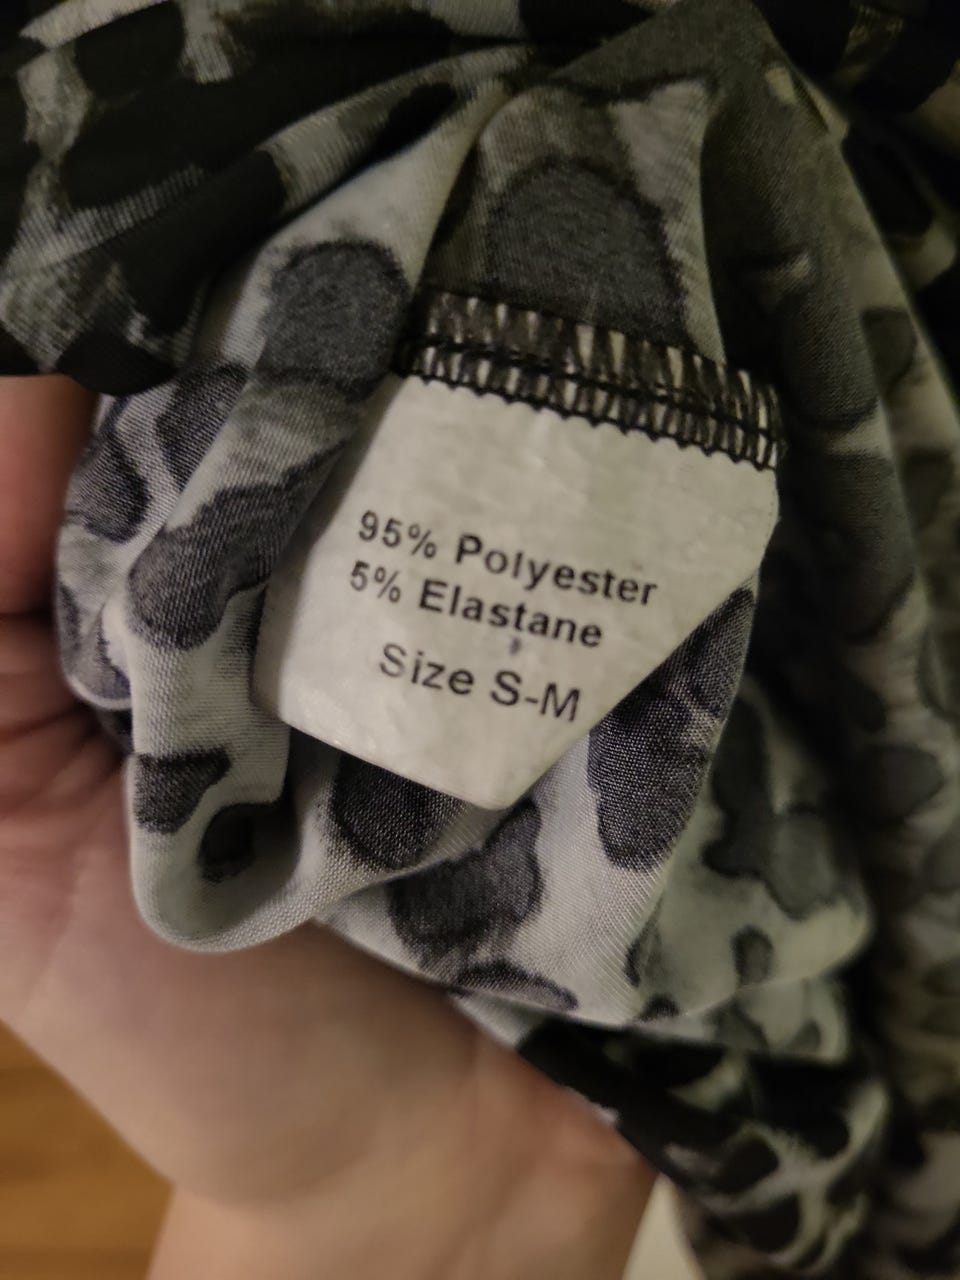 95% Polyester
5% Elastane
Size S-M